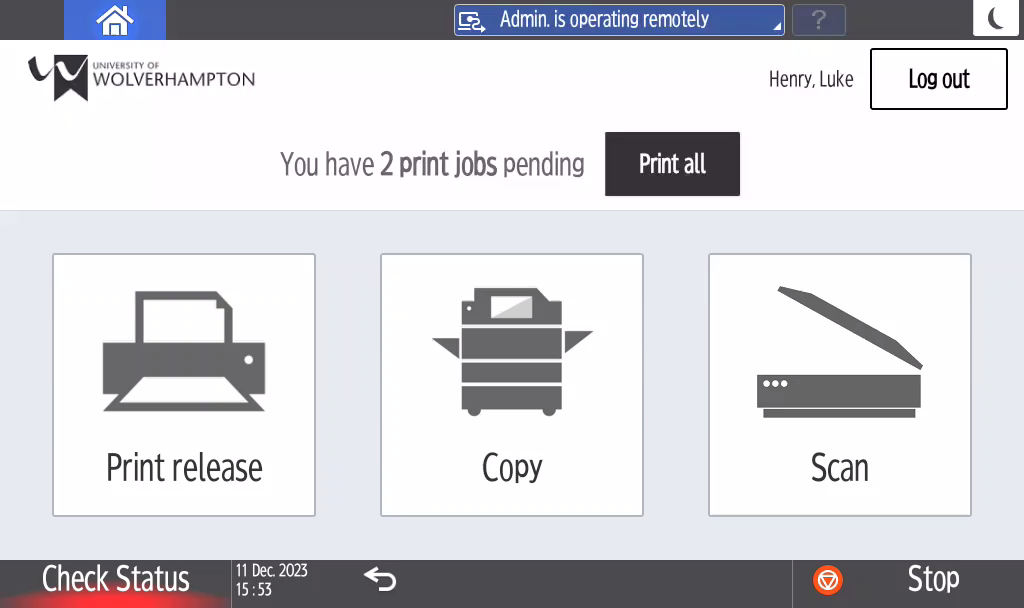 Admin. is operating remotely
?
UNIVERSITY OF
WOLVERHAMPTON
Henry, Luke
Log out
You have 2 print jobs pending
Print all
Print release
Copy
Scan
Check Status
11 Dec. 2023
15 : 53
Stop